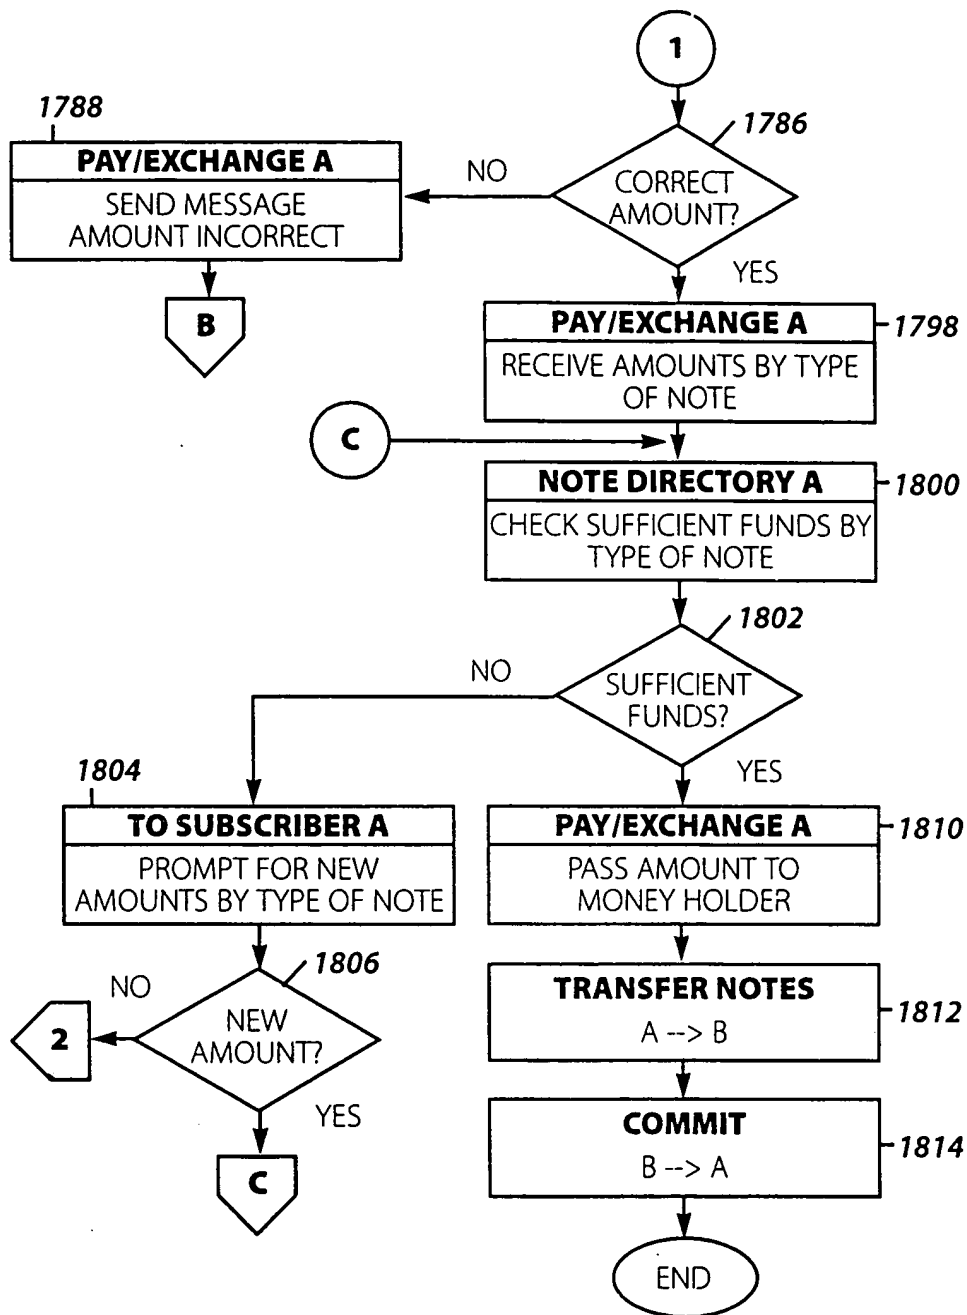 1
1788
1786
PAY/EXCHANGE A
NO
CORRECT
AMOUNT?
SEND MESSAGE
AMOUNT INCORRECT
YES
B
PAY/EXCHANGE A
1798
RECEIVE AMOUNTS BY TYPE
OF NOTE
C
NOTE DIRECTORY A
1800
CHECK SUFFICIENT FUNDS BY
TYPE OF NOTE
1802
NO
SUFFICIENT
FUNDS?
YES
1804
TO SUBSCRIBER A
PROMPT FOR NEW
AMOUNTS BY TYPE OF NOTE
PAY/EXCHANGE A
1810
PASS AMOUNT TO
MONEY HOLDER
1806
NO
2
NEW
AMOUNT?
YES
C
TRANSFER NOTES
A --> B
1812
COMMIT
B --> A
1814
END